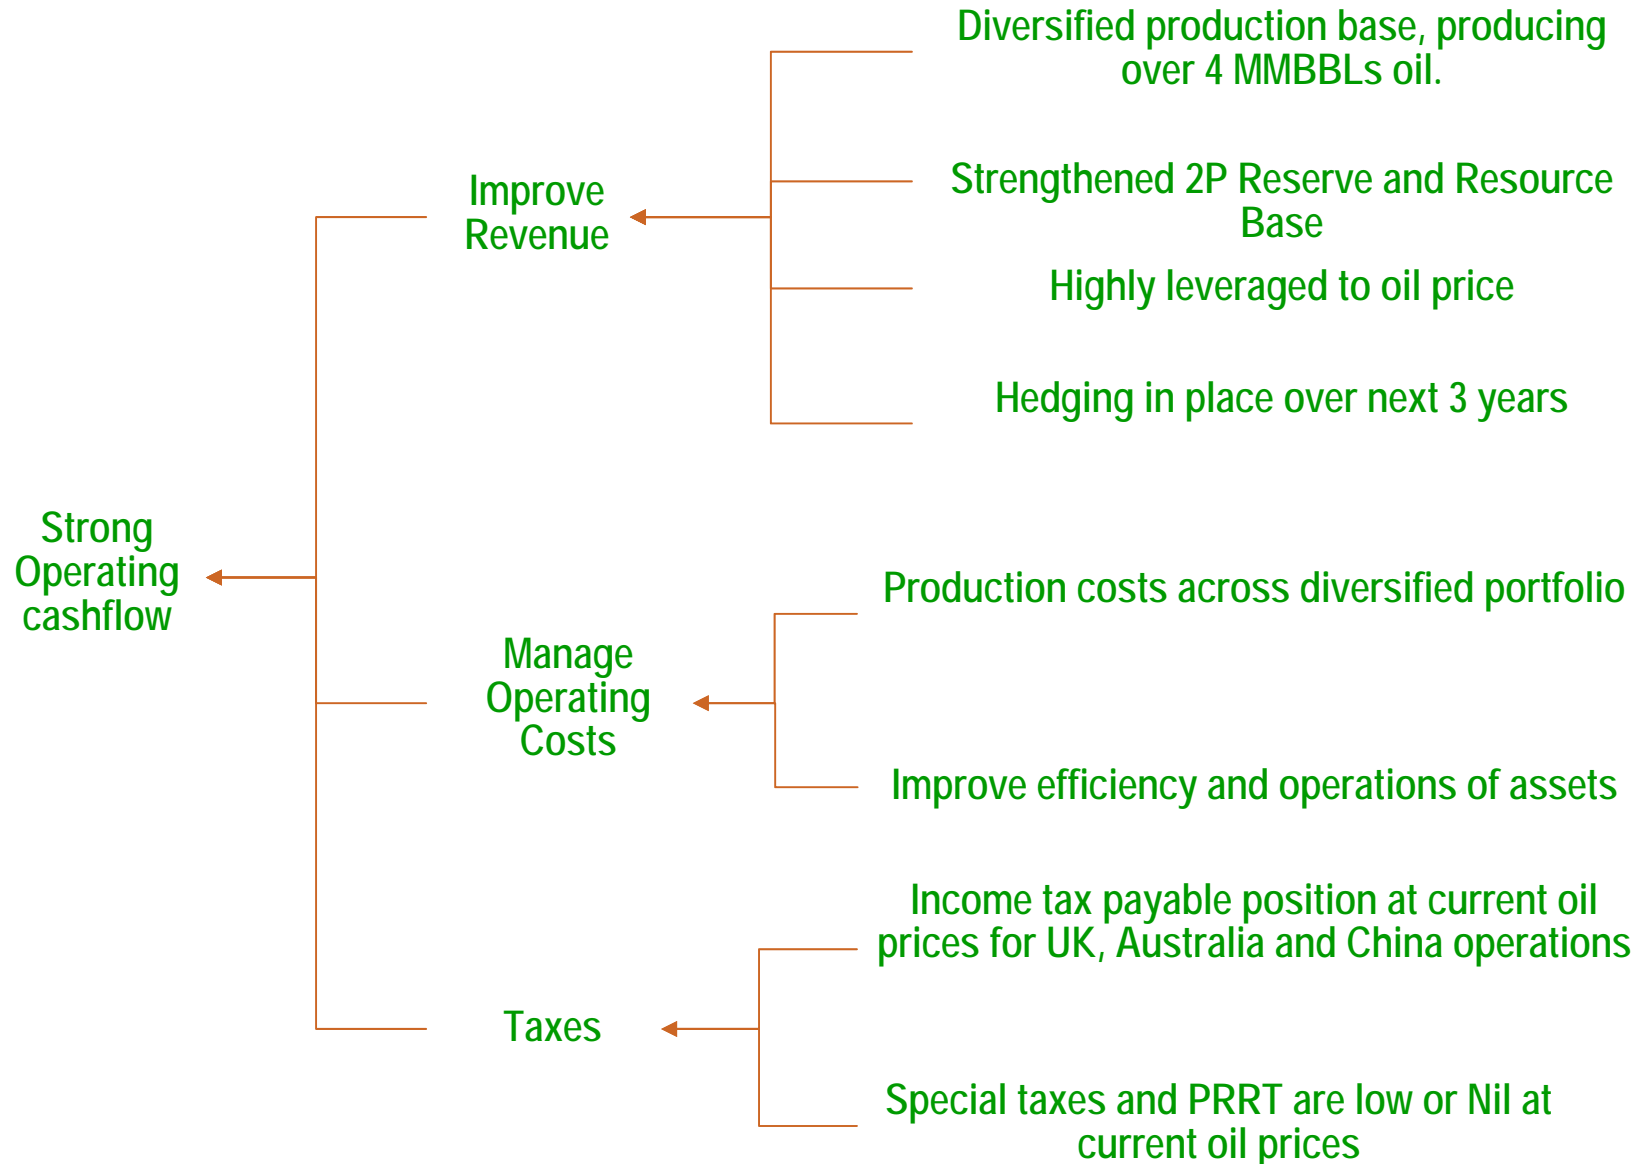 Diversified production base, producing
over 4 MMBBLs oil.
Improve
Revenue
Strengthened 2P Reserve and Resource
Base
Highly leveraged to oil price
Hedging in place over next 3 years
Strong
Operating
cashflow
Manage
Operating
Costs
Production costs across diversified portfolio
Improve efficiency and operations of assets
Taxes
Income tax payable position at current oil
prices for UK, Australia and China operations
Special taxes and PRRT are low or Nil at
current oil prices